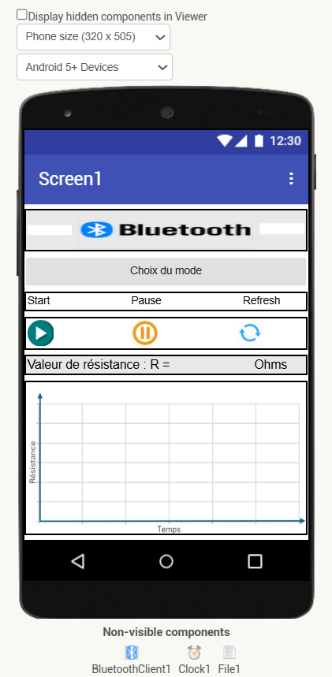 Display hidden components in Viewer
Phone size (320 x 505)
Android 5+ Devices
12:30
Screen1
Bluetooth
Choix du mode
Start Pause Refresh
Valeur de résistance : R = Ohms
Résistance
Temps
Non-visible components
BluetoothClient1 Clock1 File1